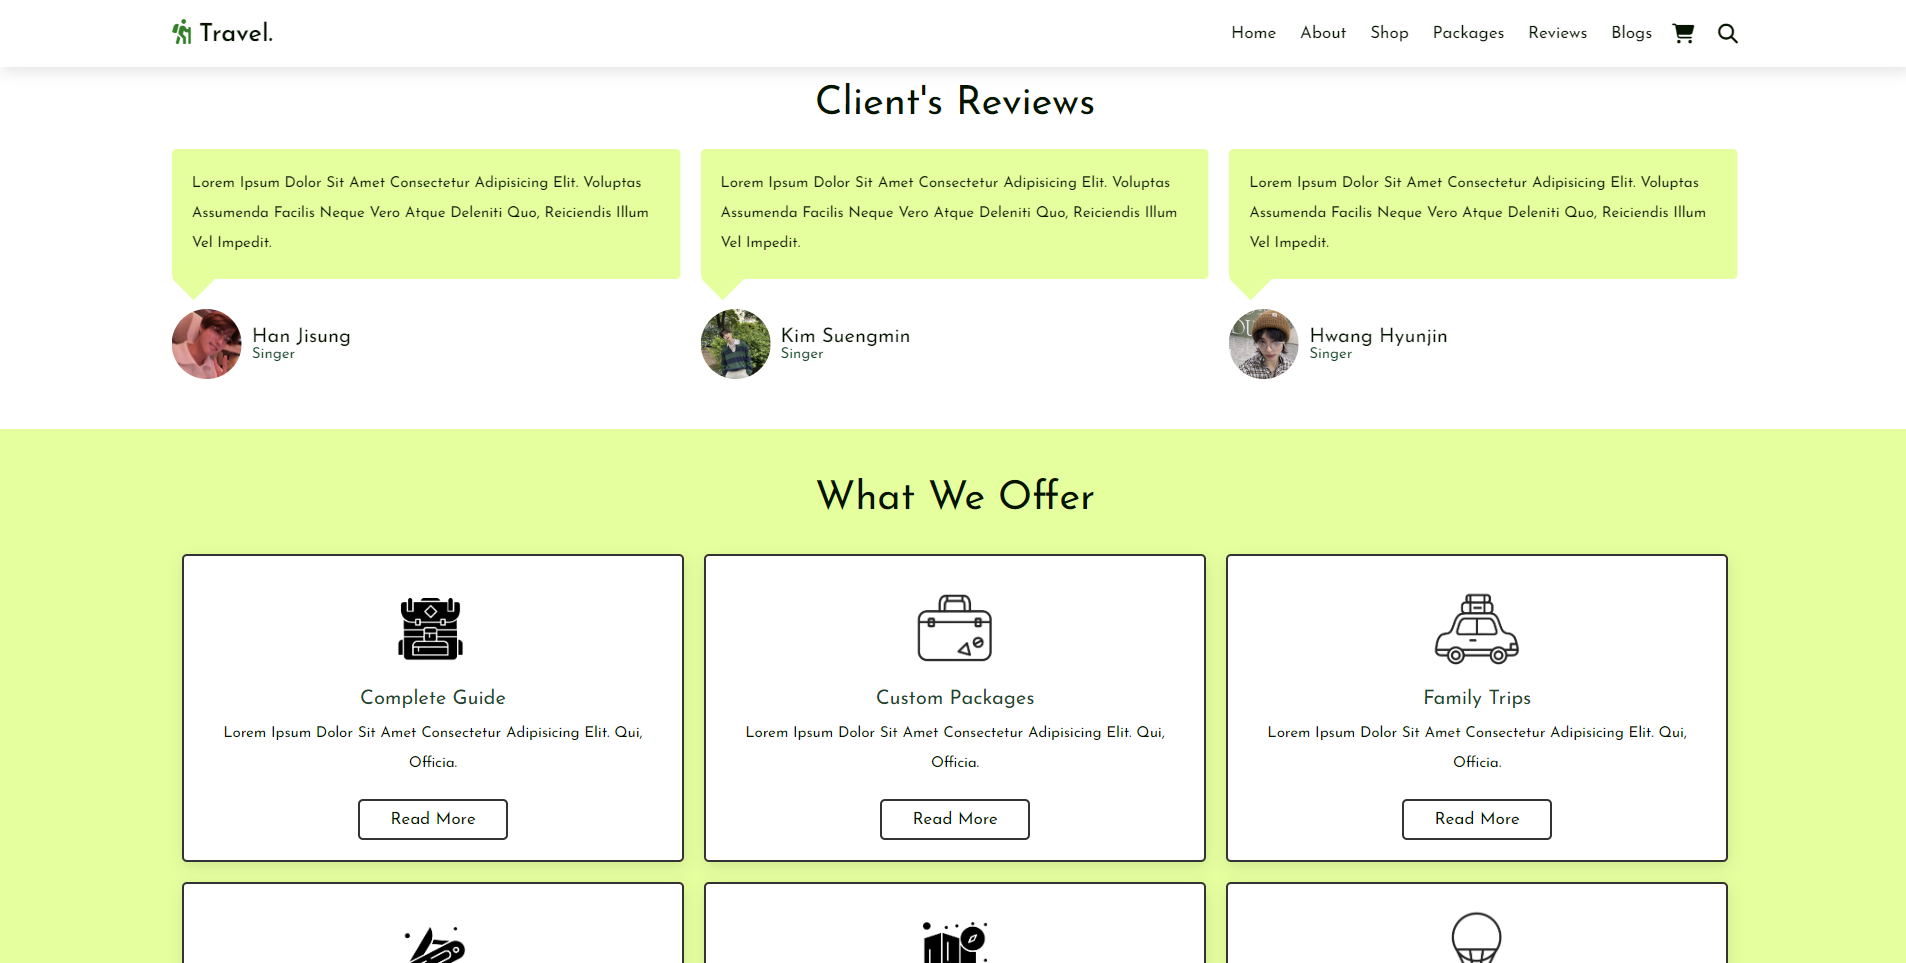 Travel.
Home About Shop Packages Reviews Blogs
Client's Reviews
Lorem Ipsum Dolor Sit Amet Consectetur Adipisicing Elit. Voluptas
Assumenda Facilis Neque Vero Atque Deleniti Quo, Reiciendis Illum
Vel Impedit.
Han Jisung
Singer
Lorem Ipsum Dolor Sit Amet Consectetur Adipisicing Elit. Voluptas
Assumenda Facilis Neque Vero Atque Deleniti Quo, Reiciendis Illum
Vel Impedit.
Kim Suengmin
Singer
Lorem Ipsum Dolor Sit Amet Consectetur Adipisicing Elit. Voluptas
Assumenda Facilis Neque Vero Atque Deleniti Quo, Reiciendis Illum
Vel Impedit.
Hwang Hyunjin
Singer
What We Offer
Complete Guide
Lorem Ipsum Dolor Sit Amet Consectetur Adipisicing Elit. Qui,
Officia.
Read More
Custom Packages
Lorem Ipsum Dolor Sit Amet Consectetur Adipisicing Elit. Qui,
Officia.
Read More
Family Trips
Lorem Ipsum Dolor Sit Amet Consectetur Adipisicing Elit. Qui,
Officia.
Read More